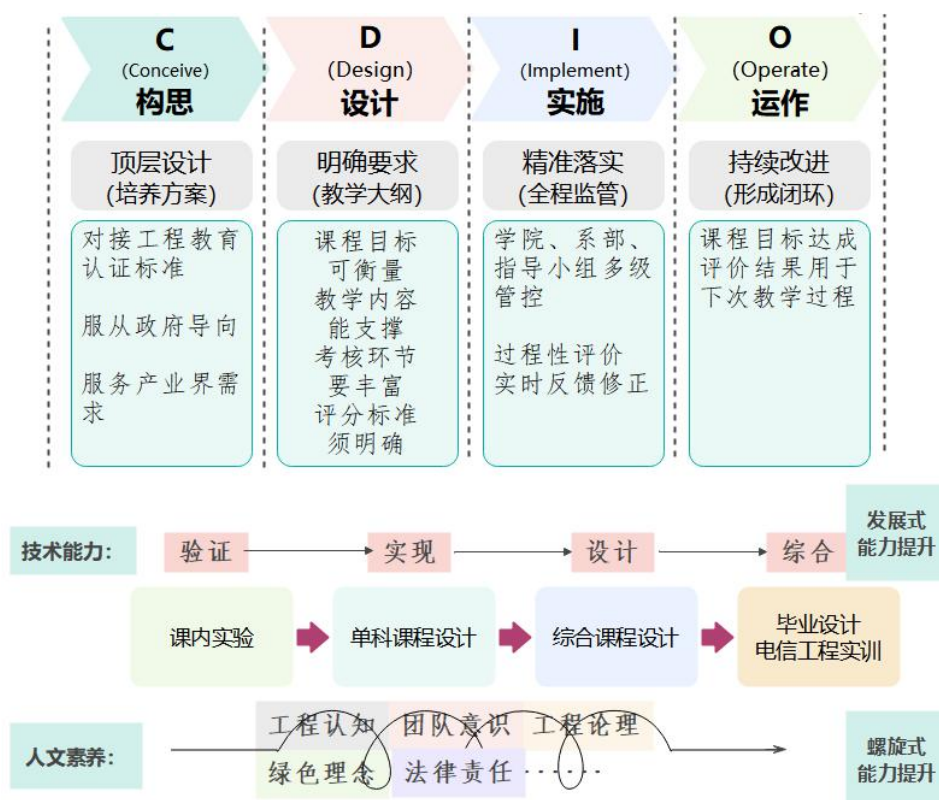 C
(Conceive)
构思
D
(Design)
设计
I
(Implement)
实施
O
(Operate)
运作
顶层设计
(培养方案)
明确要求
(教学大纲)
精准落实
(全程监管)
持续改进
(形成闭环)
对接工程教育
认证标准
服从政府导向
服务产业界需
求
课程目标
可衡量
教学内容
能支撑
考核环节
要丰富
评分标准
须明确
学院、系部、
指导小组多级
管控
过程性评价
实时反馈修正
课程目标达成
评价结果用于
下次教学过程
技术能力：
验证
实现
设计
综合
发展式
能力提升
课内实验
单科课程设计
综合课程设计
毕业设计
电信工程实训
人文素养：
工程认知
团队意识
工程论理
绿色理念
法律责任
······
螺旋式
能力提升